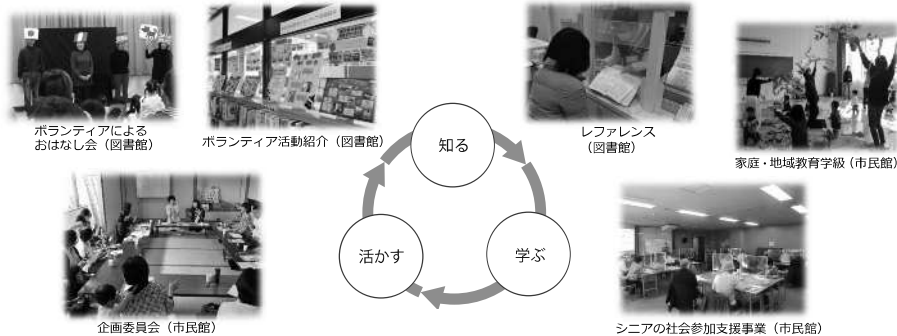 ボランティアによる
おはなし会（図書館）
ボランティア活動紹介（図書館）
レファレンス
（図書館）
家庭・地域教育学級（市民館）
知る
学ぶ
活かす
企画委員会（市民館）
シニアの社会参加支援事業（市民館）